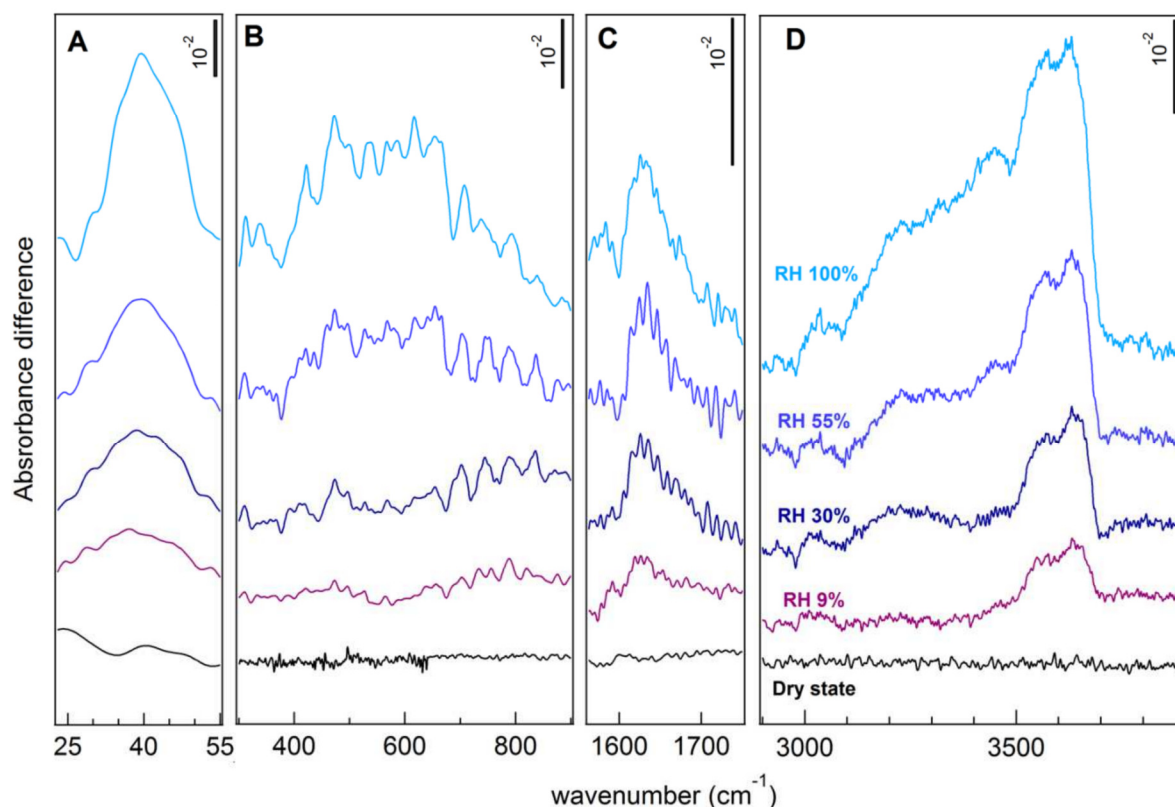 A
10⁻²
B
10⁻²
C
10⁻²
D
10⁻²
Absrorbance difference
RH 100%
RH 55%
RH 30%
RH 9%
Dry state
25 40 55
400 600 800
1600 1700
3000 3500
wavenumber (cm⁻¹)